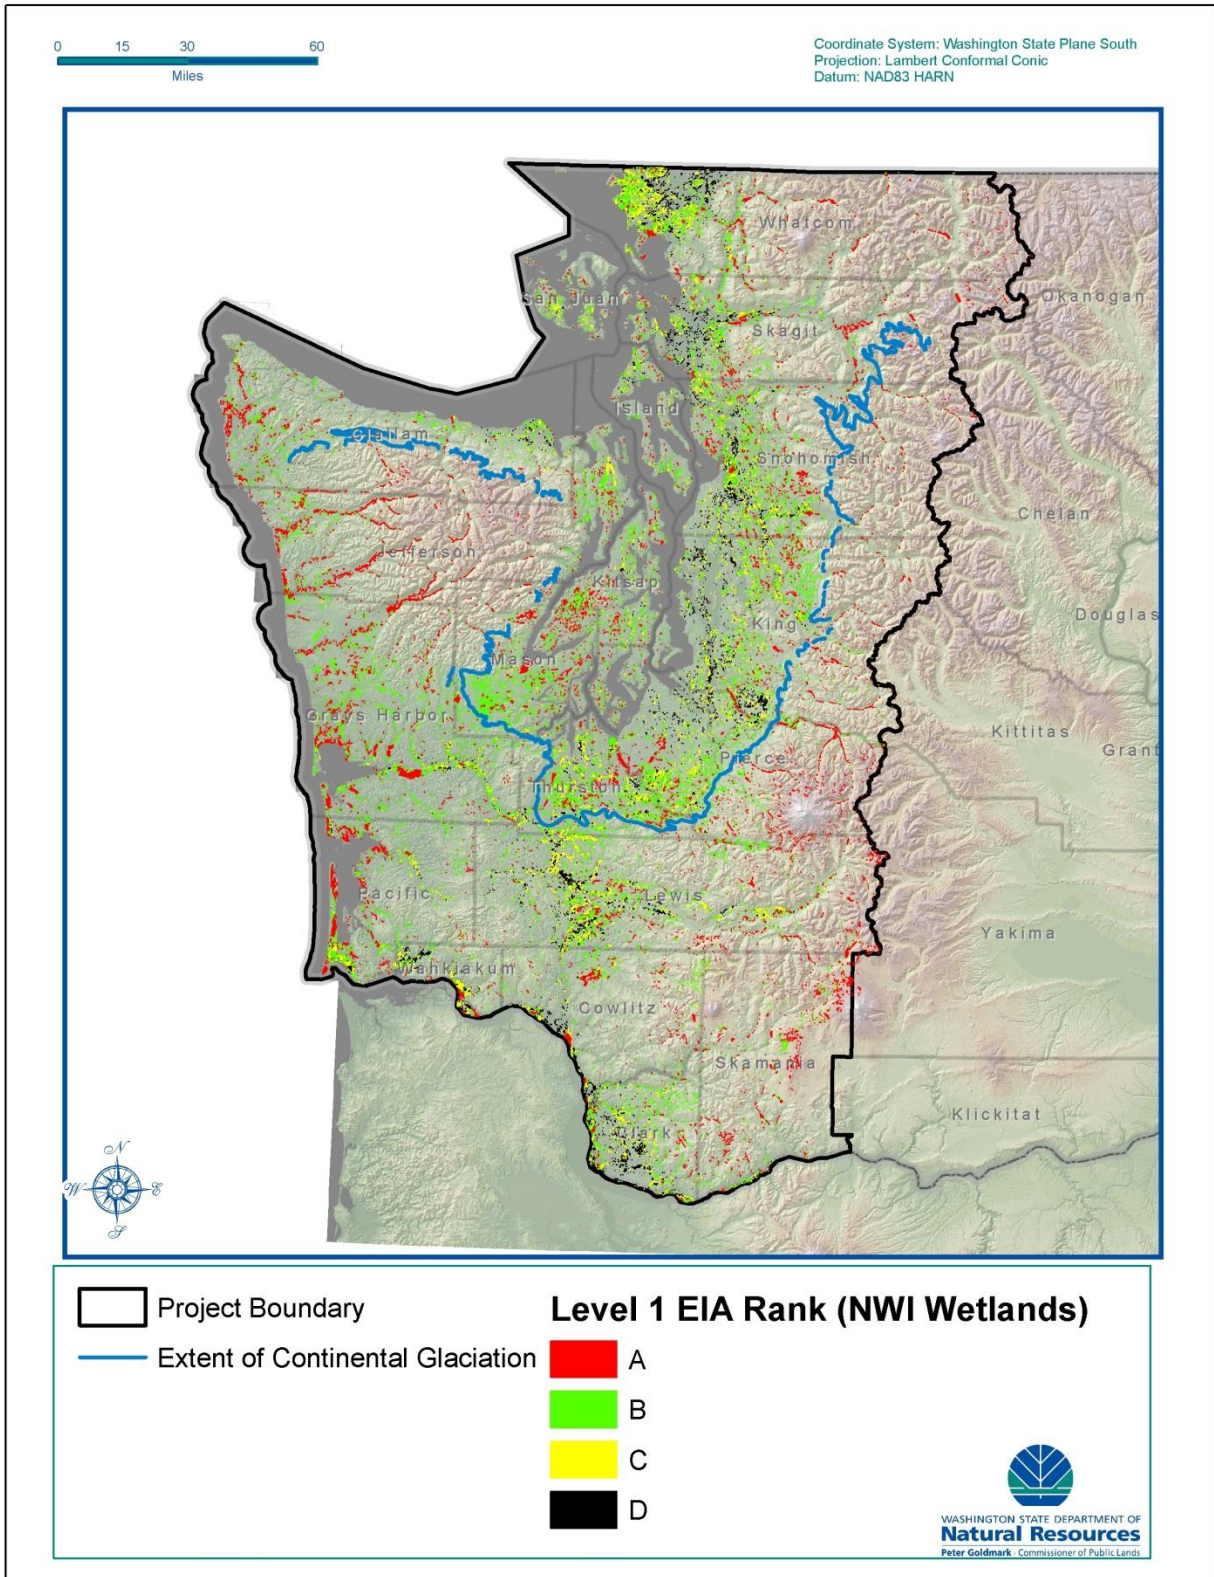 0 15 30 60
Miles
Coordinate System: Washington State Plane South
Projection: Lambert Conformal Conic
Datum: NAD83 HARN
Whatcom
San Juan
Okanogan
Skagit
Island
Clallam
Snohomish
Chelan
Jefferson
Kitsap
Douglas
King
Mason
Grays Harbor
Kittitas
Grant
Pierce
Thurston
Pacific
Lewis
Yakima
Wahkiakum
Cowlitz
Skamania
Klickitat
Clark
N
W E
S
Project Boundary
Extent of Continental Glaciation
Level 1 EIA Rank (NWI Wetlands)
A
B
C
D
WASHINGTON STATE DEPARTMENT OF
Natural Resources
Peter Goldmark - Commissioner of Public Lands